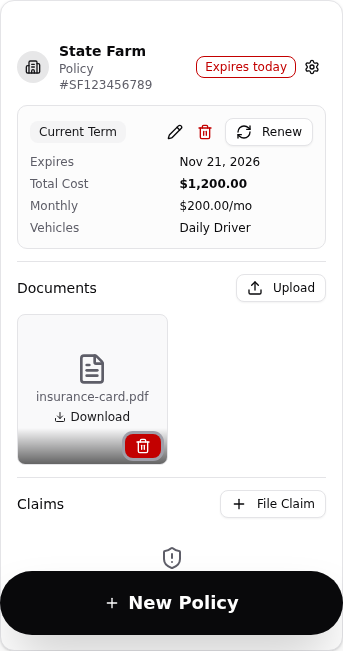 State Farm
Policy
#SF123456789
Expires today
Current Term
Renew
Expires Nov 21, 2026
Total Cost $1,200.00
Monthly $200.00/mo
Vehicles Daily Driver
Documents
Upload
insurance-card.pdf
Download
Claims
File Claim
+ New Policy